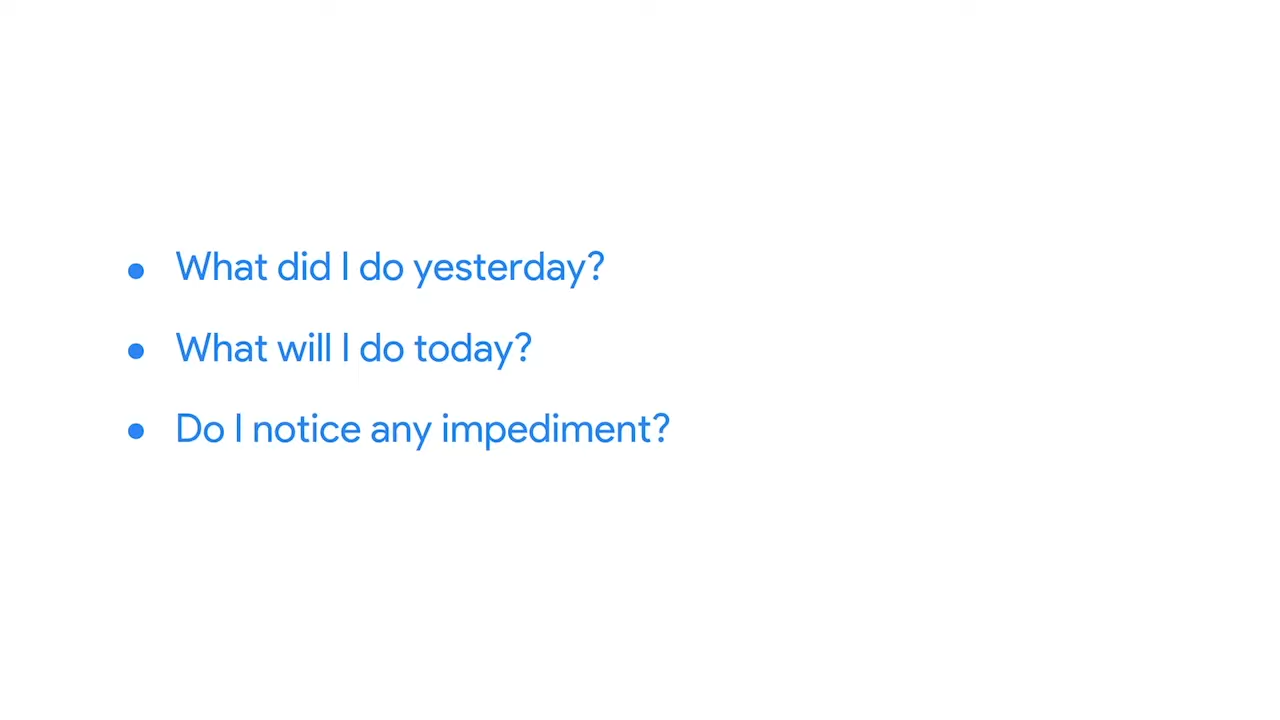 • What did I do yesterday?
• What will I do today?
• Do I notice any impediment?